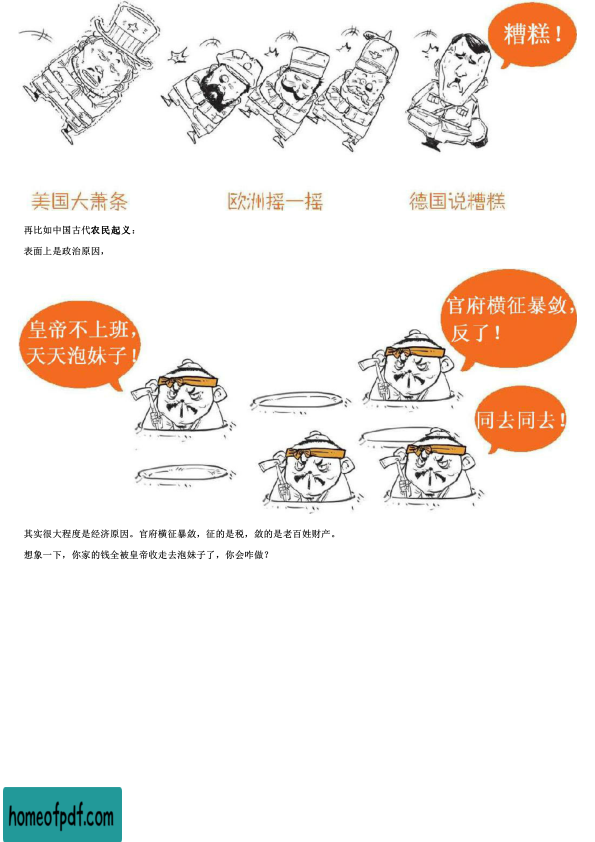 糟糕！
美国大萧条
欧洲摇一摇
德国说糟糕
再比如中国古代农民起义：
表面上是政治原因，
皇帝不上班，
天天泡妹子！
官府横征暴敛，
反了！
同去同去！
其实很大程度是经济原因。官府横征暴敛，征的是税，敛的是老百姓财产。
想象一下，你家的钱全被皇帝收走去泡妹子了，你会咋做？
homeofpdf.com